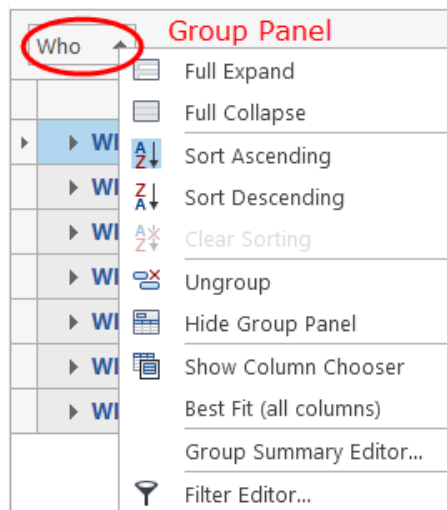 Group Panel
Who
Full Expand
Full Collapse
Sort Ascending
Sort Descending
Clear Sorting
Ungroup
Hide Group Panel
Show Column Chooser
Best Fit (all columns)
Group Summary Editor...
Filter Editor...